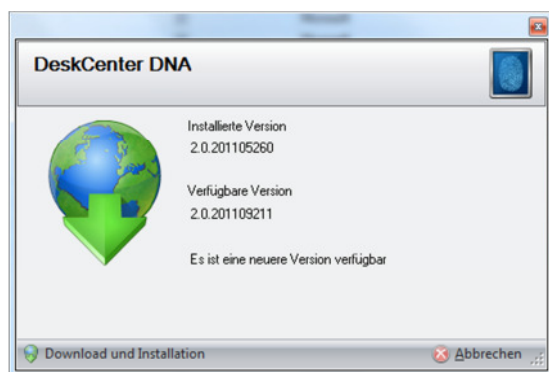 DeskCenter DNA
Installierte Version
2.0.201105260
Verfügbare Version
2.0.201109211
Es ist eine neuere Version verfügbar
Download und Installation
Abbrechen